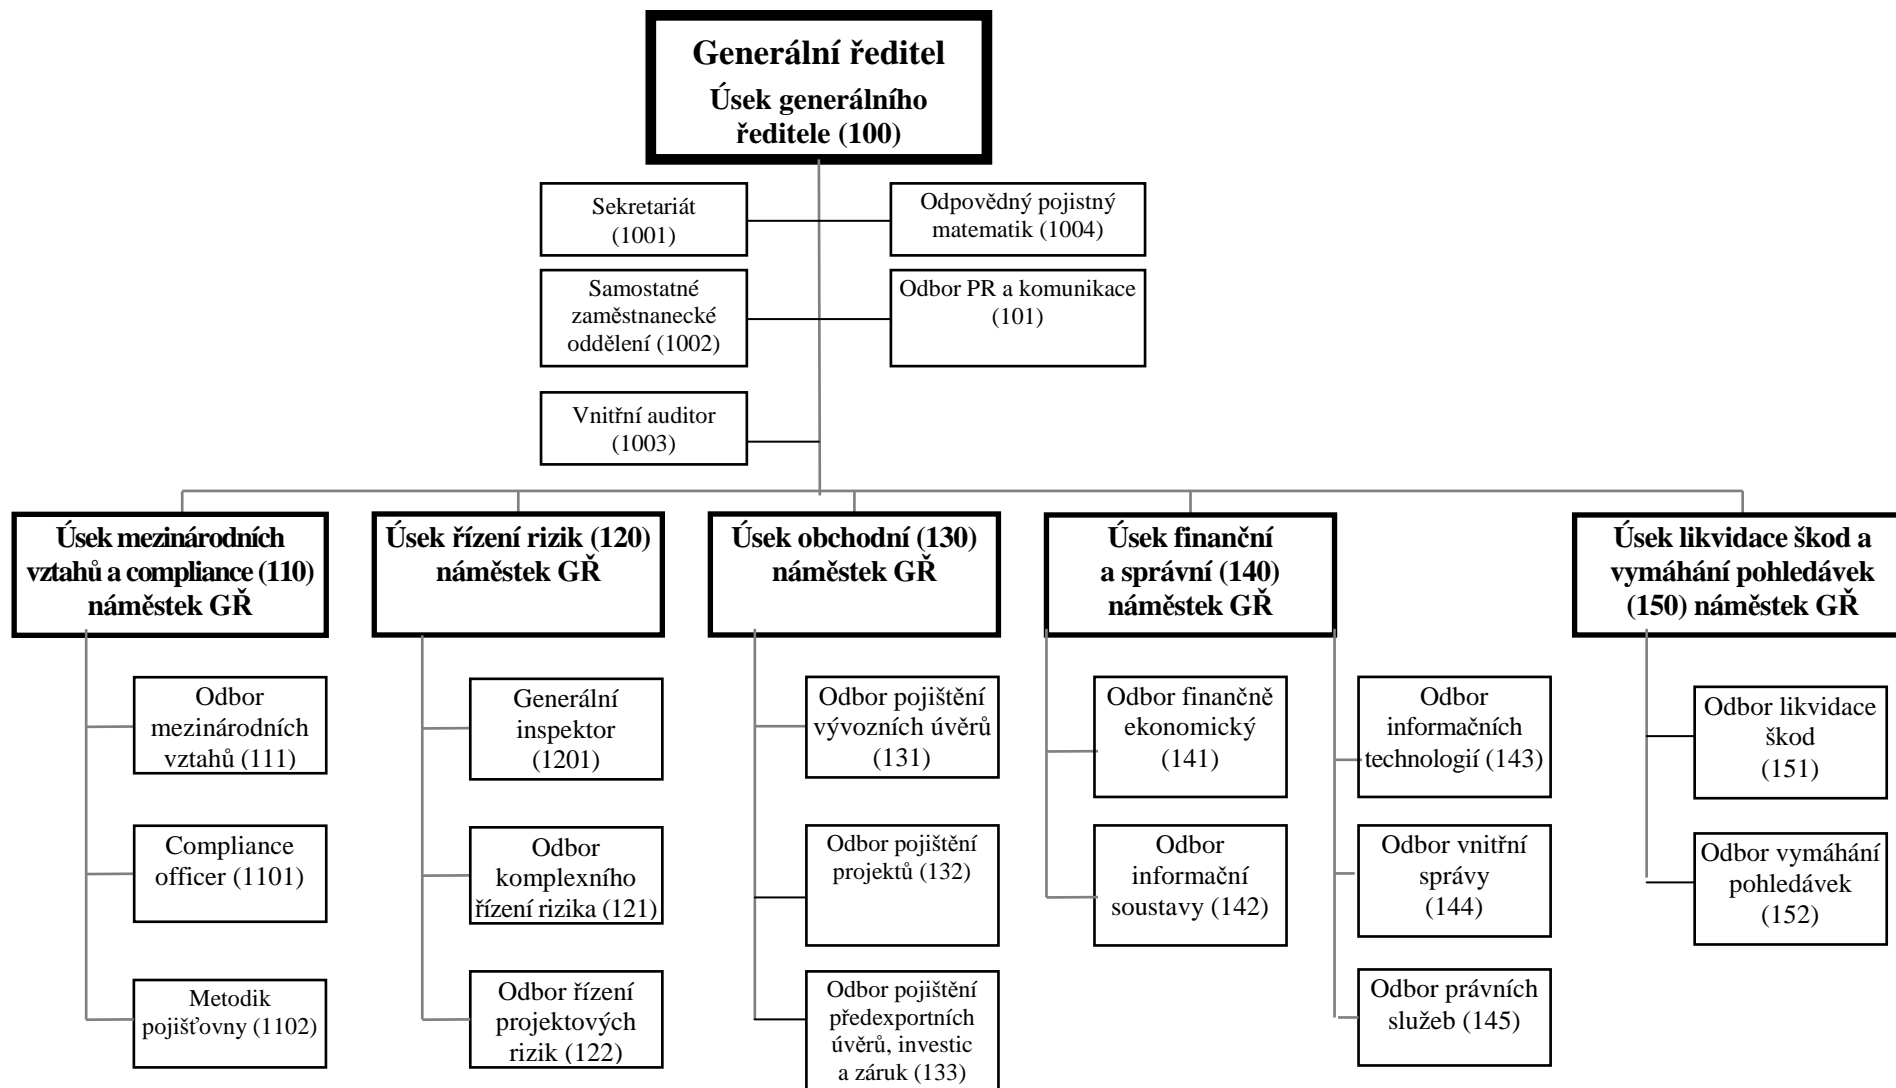 Generální ředitel
Úsek generálního
ředitele (100)
Sekretariát
(1001)
Odpovědný pojistný
matematik (1004)
Samostatné
zaměstnanecké
oddělení (1002)
Odbor PR a komunikace
(101)
Vnitřní auditor
(1003)
Úsek mezinárodních
vztahů a compliance (110)
náměstek GŘ
Úsek řízení rizik (120)
náměstek GŘ
Úsek obchodní (130)
náměstek GŘ
Úsek finanční
a správní (140)
náměstek GŘ
Úsek likvidace škod a
vymáhání pohledávek
(150) náměstek GŘ
Odbor
mezinárodních
vztahů (111)
Compliance
officer (1101)
Metodik
pojišťovny (1102)
Generální
inspektor
(1201)
Odbor
komplexního
řízení rizika (121)
Odbor řízení
projektových
rizik (122)
Odbor pojištění
vývozních úvěrů
(131)
Odbor pojištění
projektů (132)
Odbor pojištění
předexportních
úvěrů, investic
a záruk (133)
Odbor finančně
ekonomický
(141)
Odbor
informační
soustavy (142)
Odbor
informačních
technologií (143)
Odbor vnitřní
správy
(144)
Odbor právních
služeb (145)
Odbor likvidace
škod
(151)
Odbor vymáhání
pohledávek
(152)